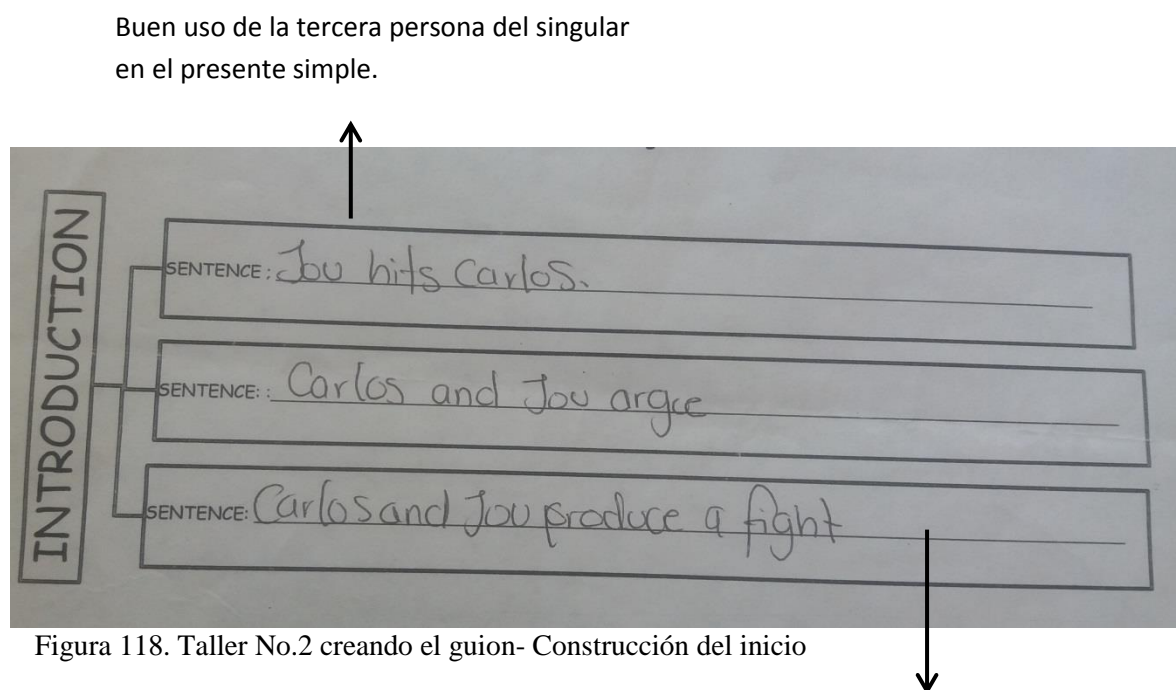 Buen uso de la tercera persona del singular
en el presente simple.
INTRODUCTION
SENTENCE: Jou hits Carlos.
SENTENCE: : Carlos and Jou argce
SENTENCE: Carlos and Jou produce a fight
Figura 118. Taller No.2 creando el guion- Construcción del inicio